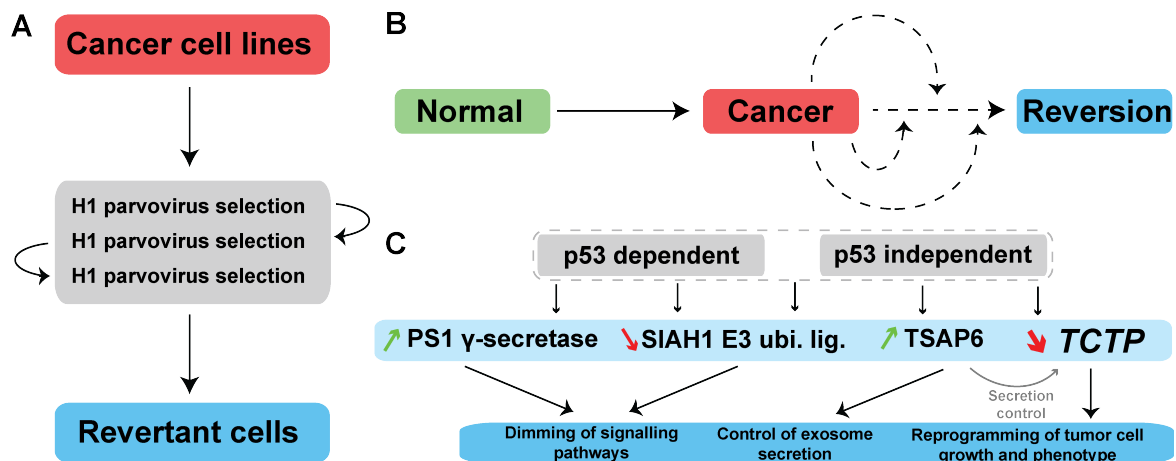 A
Cancer cell lines
H1 parvovirus selection
H1 parvovirus selection
H1 parvovirus selection
Revertant cells
B
Normal
Cancer
Reversion
C
p53 dependent
p53 independent
PS1 γ-secretase
SIAH1 E3 ubi. lig.
TSAP6
TCTP
Secretion
control
Dimming of signalling
pathways
Control of exosome
secretion
Reprogramming of tumor cell
growth and phenotype